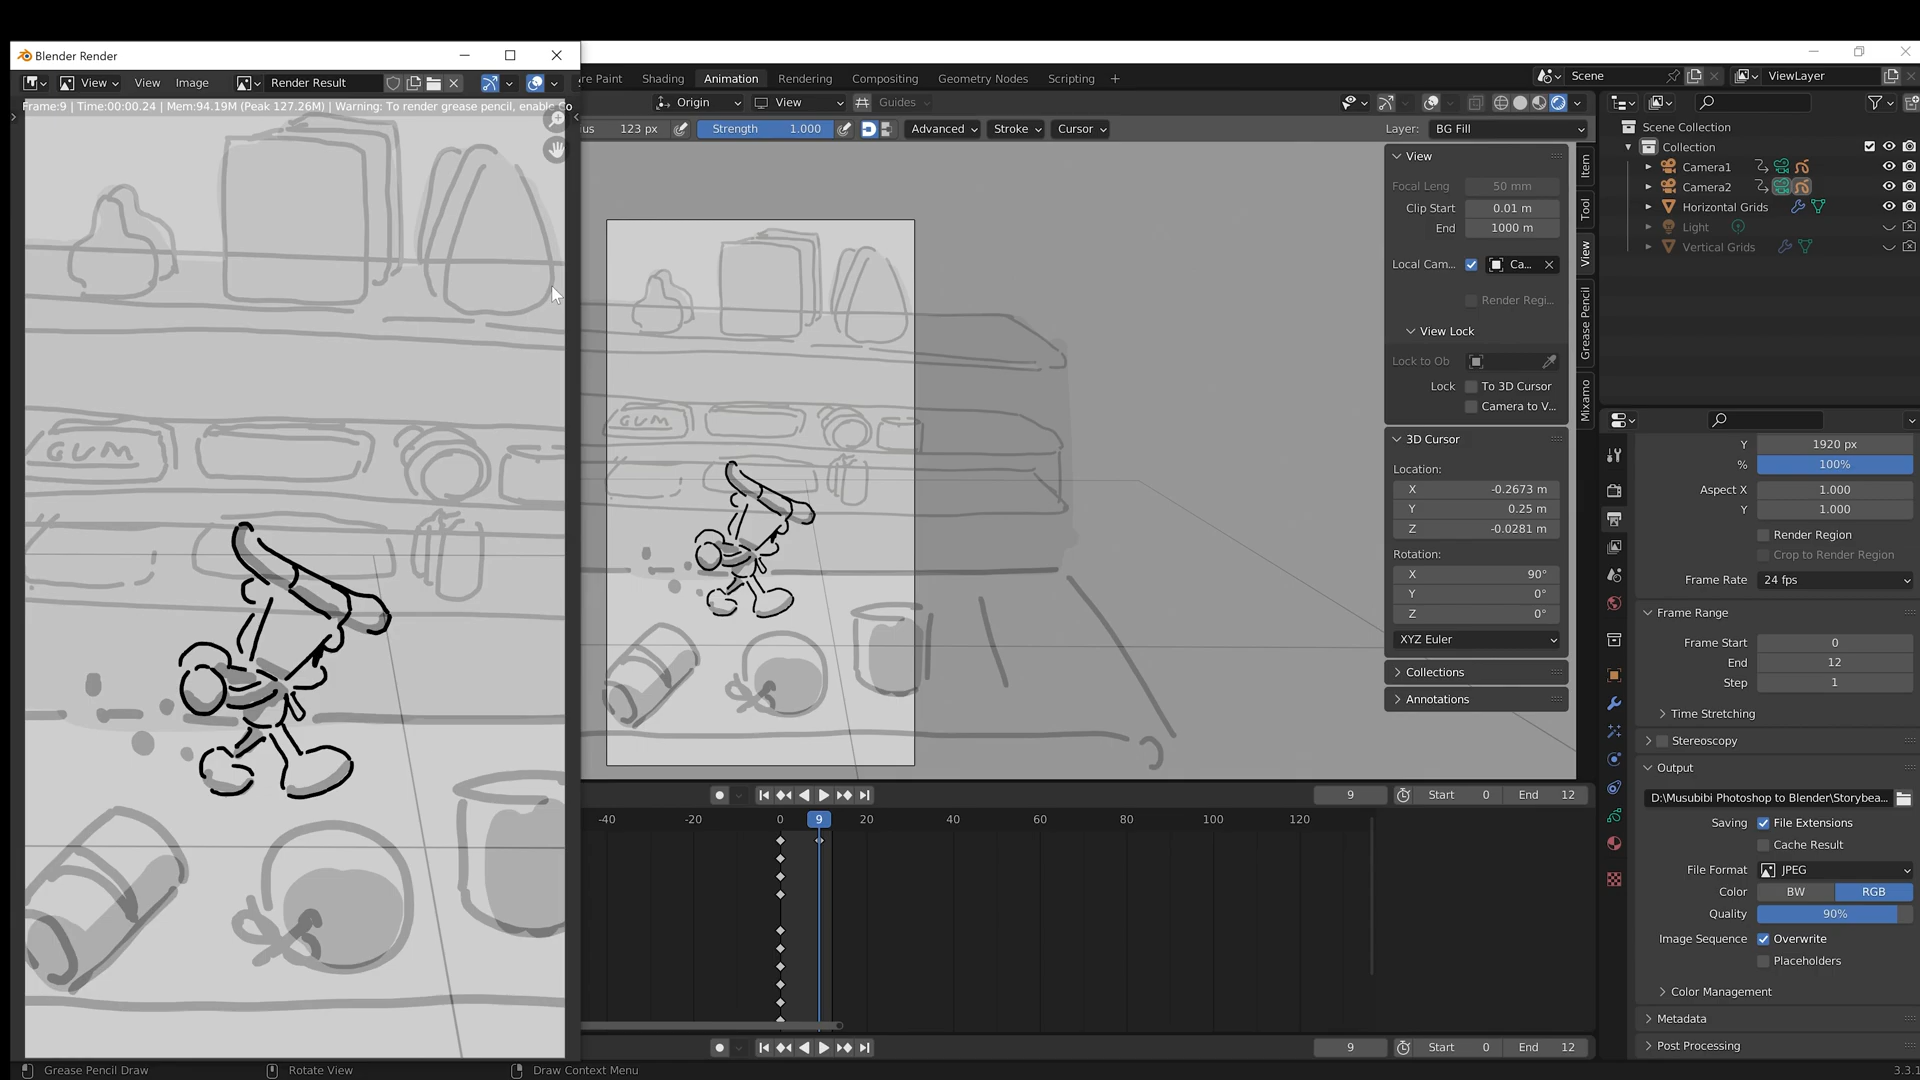 Blender Render
View View Image Render Result
Frame:9 | Time:00:00.24 | Mem:94.19M (Peak 127.26M) | Warning: To render grease pencil, enable Co
GUM
re Paint Shading Animation Rendering Compositing Geometry Nodes Scripting +
Scene ViewLayer
Origin View Guides
us 123 px Strength 1.000 Advanced Stroke Cursor Layer: BG Fill
GUM
View
Focal Leng 50 mm
Clip Start 0.01 m
End 1000 m
Local Cam... Ca...
Render Regi...
View Lock
Lock to Ob
Lock To 3D Cursor
Camera to V...
3D Cursor
Location:
X -0.2673 m
Y 0.25 m
Z -0.0281 m
Rotation:
X 90°
Y 0°
Z 0°
XYZ Euler
Collections
Annotations
Item
Tool
View
Grease Pencil
Mixamo
Scene Collection
Collection
Camera1
Camera2
Horizontal Grids
Light
Vertical Grids
Y 1920 px
% 100%
Aspect X 1.000
Y 1.000
Render Region
Crop to Render Region
Frame Rate 24 fps
Frame Range
Frame Start 0
End 12
Step 1
Time Stretching
Stereoscopy
Output
D:\Musubibi Photoshop to Blender\Storybea...
Saving File Extensions
Cache Result
File Format JPEG
Color BW RGB
Quality 90%
Image Sequence Overwrite
Placeholders
Color Management
Metadata
Post Processing
9 Start 0 End 12
-40 -20 0 9 20 40 60 80 100 120
9 Start 0 End 12
Grease Pencil Draw Rotate View Draw Context Menu 3.3.1